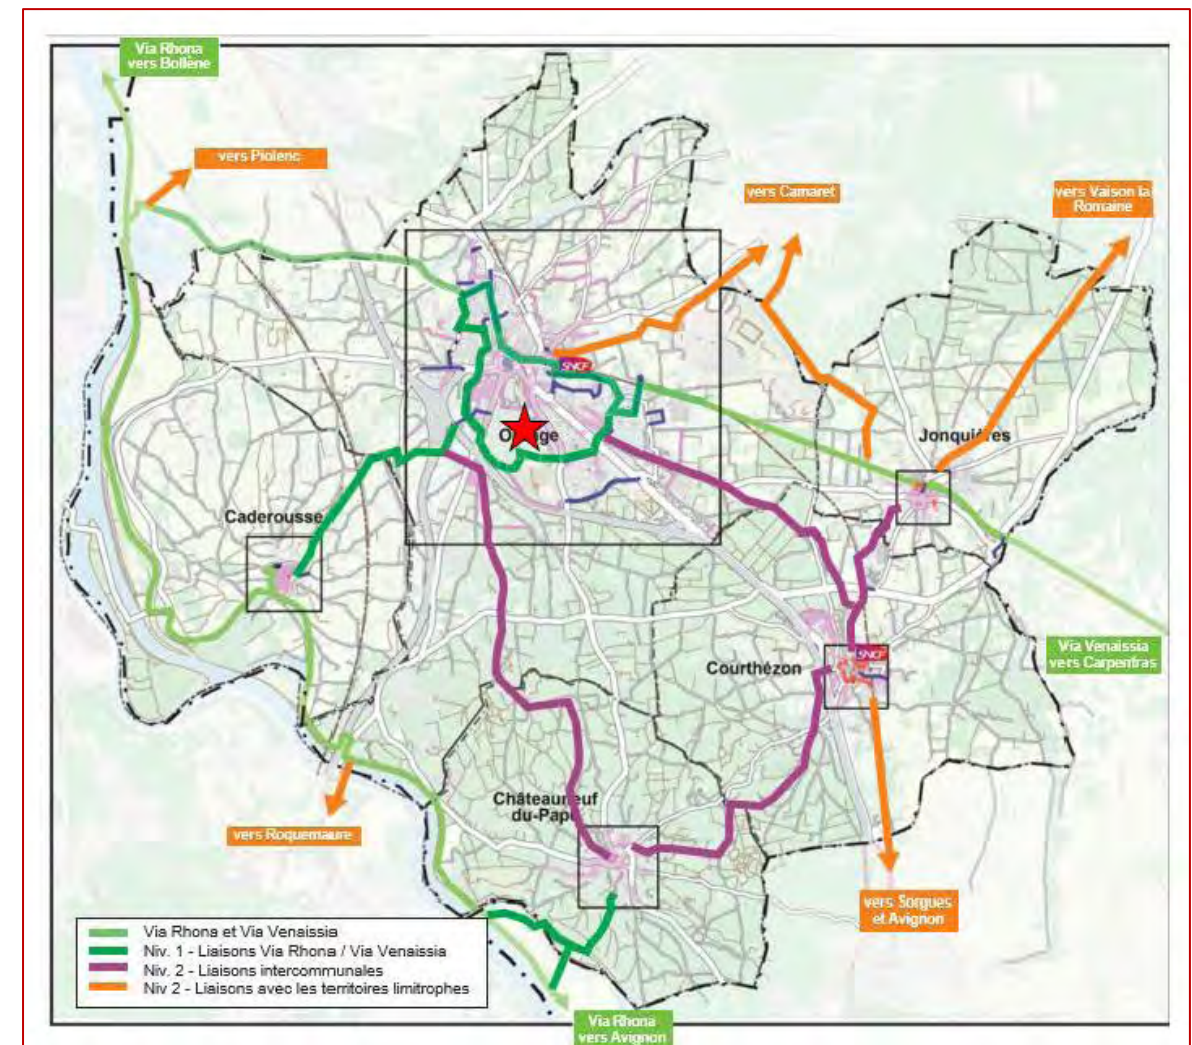 Via Rhona
vers Bollène
vers Piolenc
vers Camaret
vers Vaison la
Romaine
SNCF
Jonquières
Caderousse
Via Venaissia
vers Carpentras
SNCF
Courthézon
Châteauneuf
du-Pape
vers Roquemaure
vers Sorgues
et Avignon
Via Rhona et Via Venaissia
Niv. 1 - Liaisons Via Rhona / Via Venaissia
Niv. 2 - Liaisons intercommunales
Niv 2 - Liaisons avec les territoires limitrophes
Via Rhona
vers Avignon